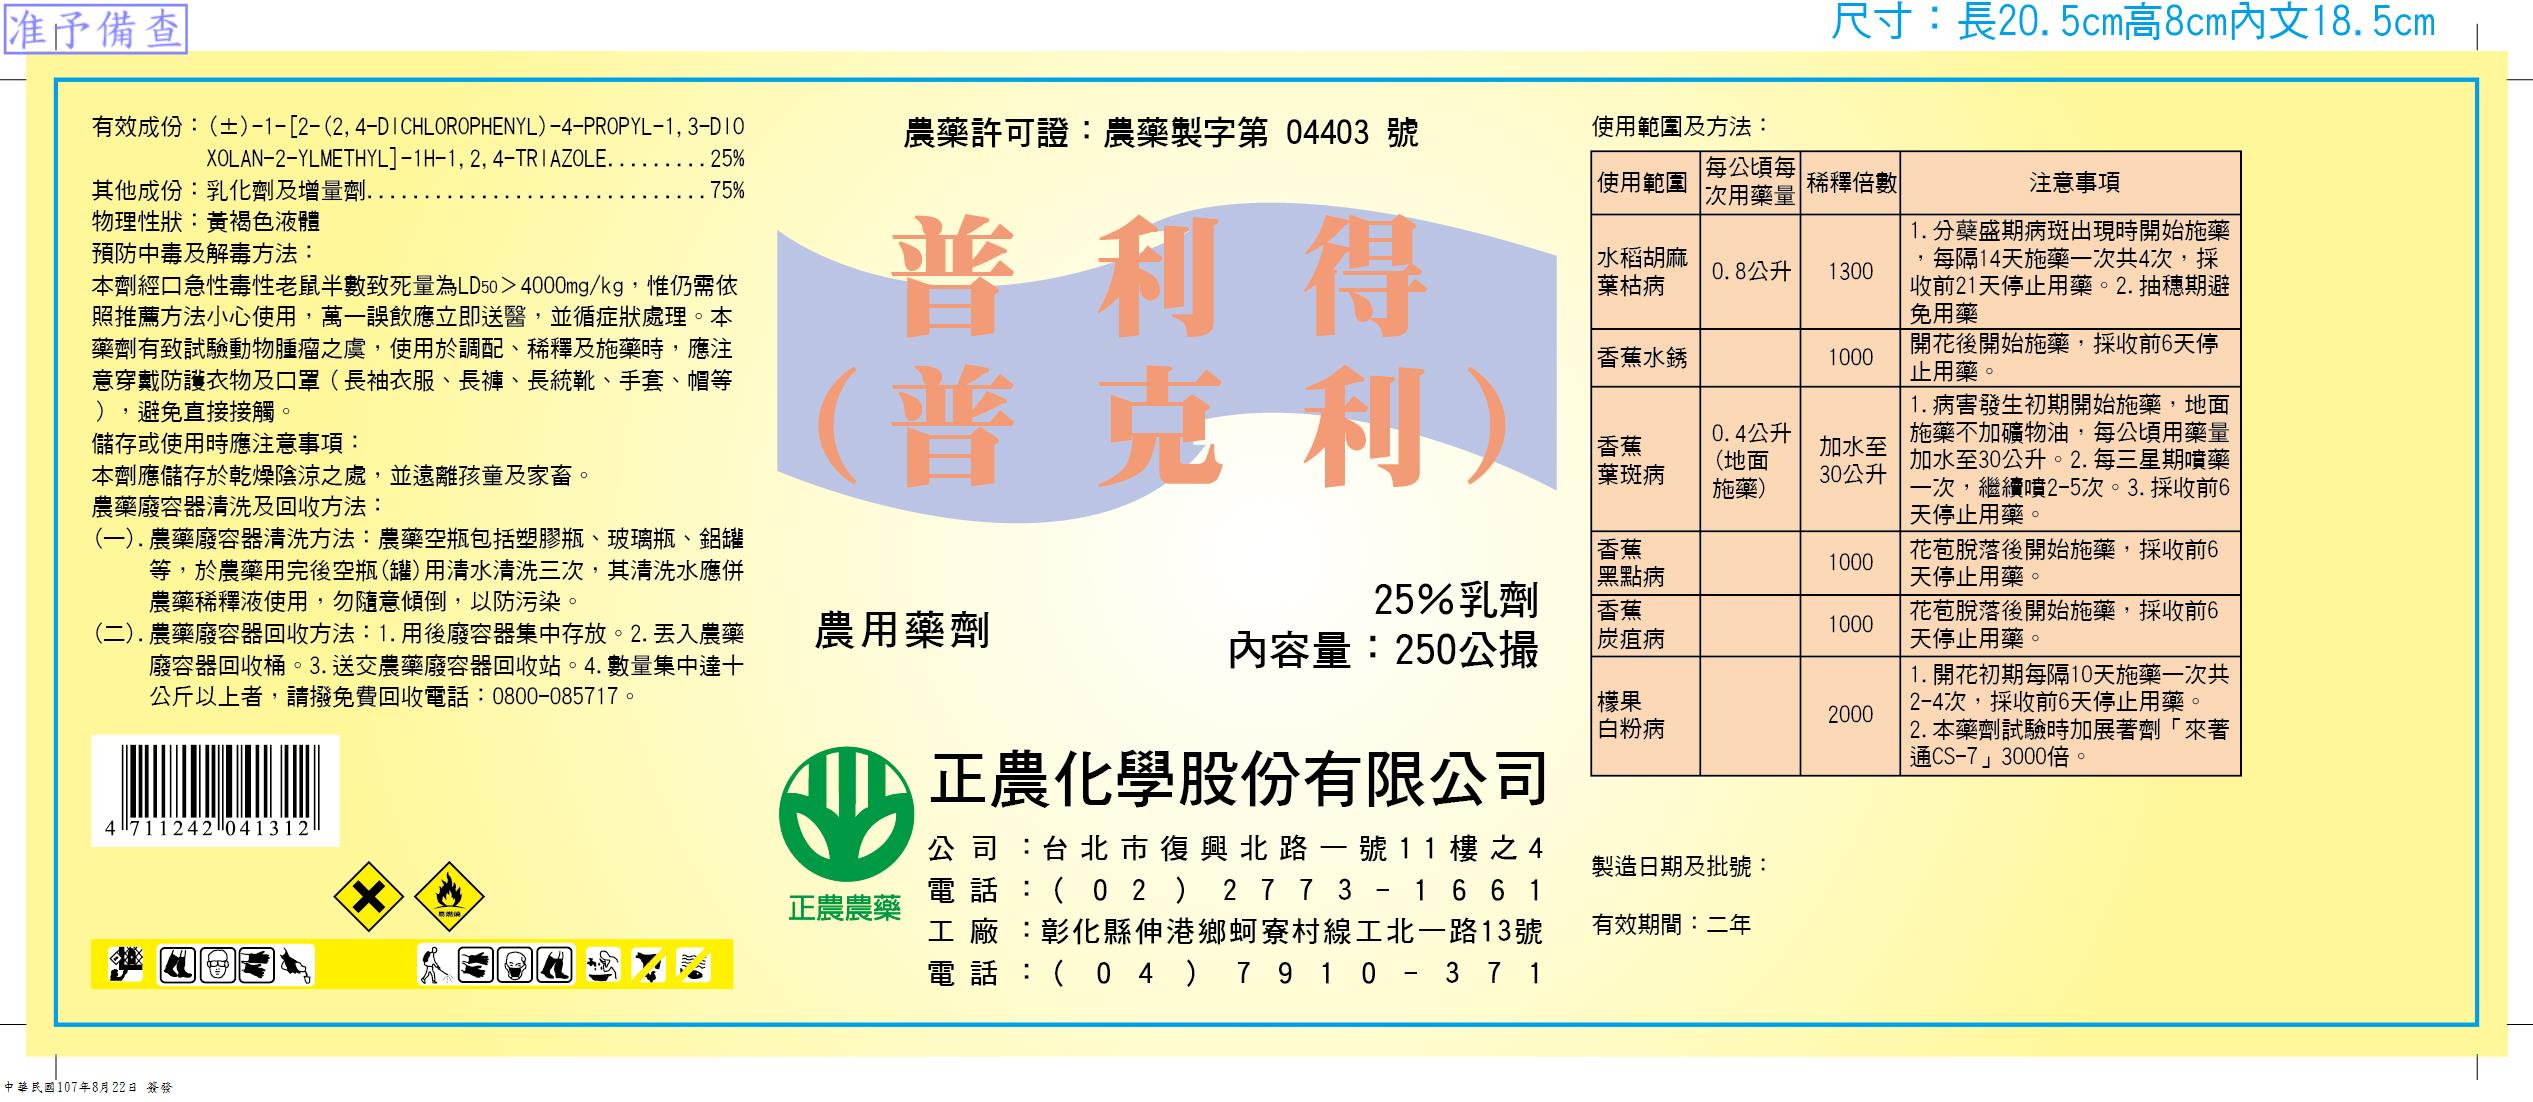 准予備查
尺寸：長20.5cm高8cm內文18.5cm
有效成份：(±)-1-[2-(2,4-DICHLOROPHENYL)-4-PROPYL-1,3-DIO
XOLAN-2-YLMETHYL]-1H-1,2,4-TRIAZOLE.........25%
其他成份：乳化劑及增量劑..............................75%
物理性狀：黃褐色液體
預防中毒及解毒方法：
本劑經口急性毒性老鼠半數致死量為LD50＞4000mg/kg，惟仍需依
照推薦方法小心使用，萬一誤飲應立即送醫，並循症狀處理。本
藥劑有致試驗動物腫瘤之虞，使用於調配、稀釋及施藥時，應注
意穿戴防護衣物及口罩（長袖衣服、長褲、長統靴、手套、帽等
），避免直接接觸。
儲存或使用時應注意事項：
本劑應儲存於乾燥陰涼之處，並遠離孩童及家畜。
農藥廢容器清洗及回收方法：
(一).農藥廢容器清洗方法：農藥空瓶包括塑膠瓶、玻璃瓶、鋁罐
等，於農藥用完後空瓶(罐)用清水清洗三次，其清洗水應併
農藥稀釋液使用，勿隨意傾倒，以防污染。
(二).農藥廢容器回收方法：1.用後廢容器集中存放。2.丟入農藥
廢容器回收桶。3.送交農藥廢容器回收站。4.數量集中達十
公斤以上者，請撥免費回收電話：0800-085717。
4 711242 041312
易燃物
農藥許可證：農藥製字第 04403 號
普利得
(普克利)
農用藥劑
25％乳劑
內容量：250公撮
正農農藥
正農化學股份有限公司
公司：台北市復興北路一號11樓之4
電話：(02)2773-1661
工廠：彰化縣伸港鄉蚵寮村線工北一路13號
電話：(04)7910-371
使用範圍及方法：
使用範圍
每公頃每
次用藥量
稀釋倍數
注意事項
水稻胡麻
葉枯病
0.8公升
1300
1.分蘗盛期病斑出現時開始施藥
，每隔14天施藥一次共4次，採
收前21天停止用藥。2.抽穗期避
免用藥
香蕉水銹
1000
開花後開始施藥，採收前6天停
止用藥。
香蕉
葉斑病
0.4公升
(地面
施藥)
加水至
30公升
1.病害發生初期開始施藥，地面
施藥不加礦物油，每公頃用藥量
加水至30公升。2.每三星期噴藥
一次，繼續噴2-5次。3.採收前6
天停止用藥。
香蕉
黑點病
1000
花苞脫落後開始施藥，採收前6
天停止用藥。
香蕉
炭疽病
1000
花苞脫落後開始施藥，採收前6
天停止用藥。
檬果
白粉病
2000
1.開花初期每隔10天施藥一次共
2-4次，採收前6天停止用藥。
2.本藥劑試驗時加展著劑「來著
通CS-7」3000倍。
製造日期及批號：
有效期間：二年
中華民國107年8月22日 簽發